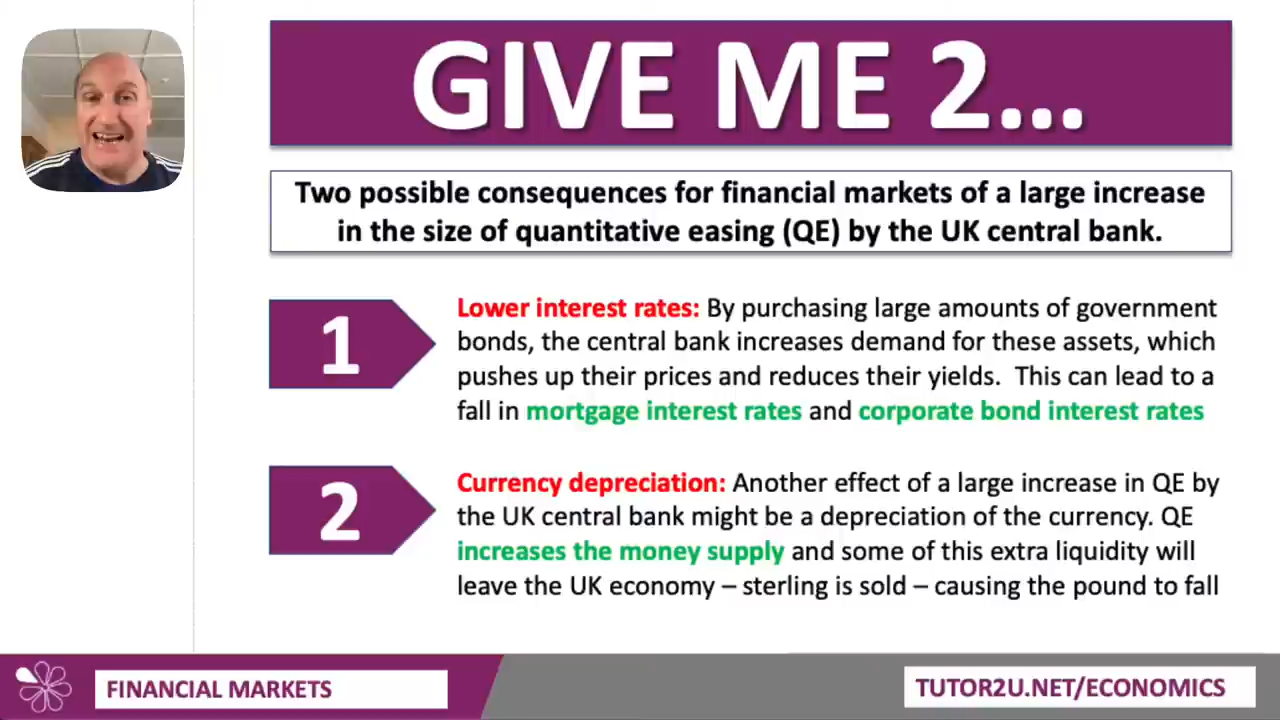 GIVE ME 2...
Two possible consequences for financial markets of a large increase
in the size of quantitative easing (QE) by the UK central bank.
1
Lower interest rates: By purchasing large amounts of government
bonds, the central bank increases demand for these assets, which
pushes up their prices and reduces their yields. This can lead to a
fall in mortgage interest rates and corporate bond interest rates
2
Currency depreciation: Another effect of a large increase in QE by
the UK central bank might be a depreciation of the currency. QE
increases the money supply and some of this extra liquidity will
leave the UK economy – sterling is sold – causing the pound to fall
FINANCIAL MARKETS
TUTOR2U.NET/ECONOMICS